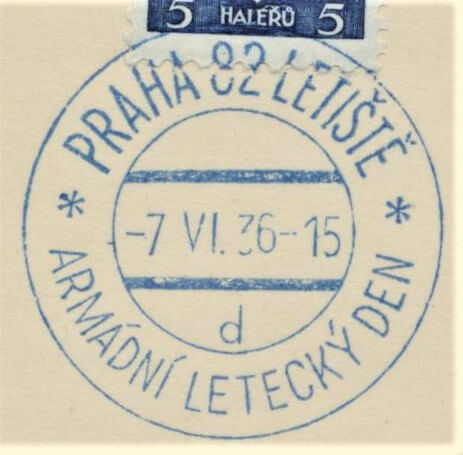 5 HALÉŘŮ 5
PRAHA 82 LETIŠTĚ
* *
-7 VI. 36-15
d
ARMÁDNÍ LETECKÝ DEN